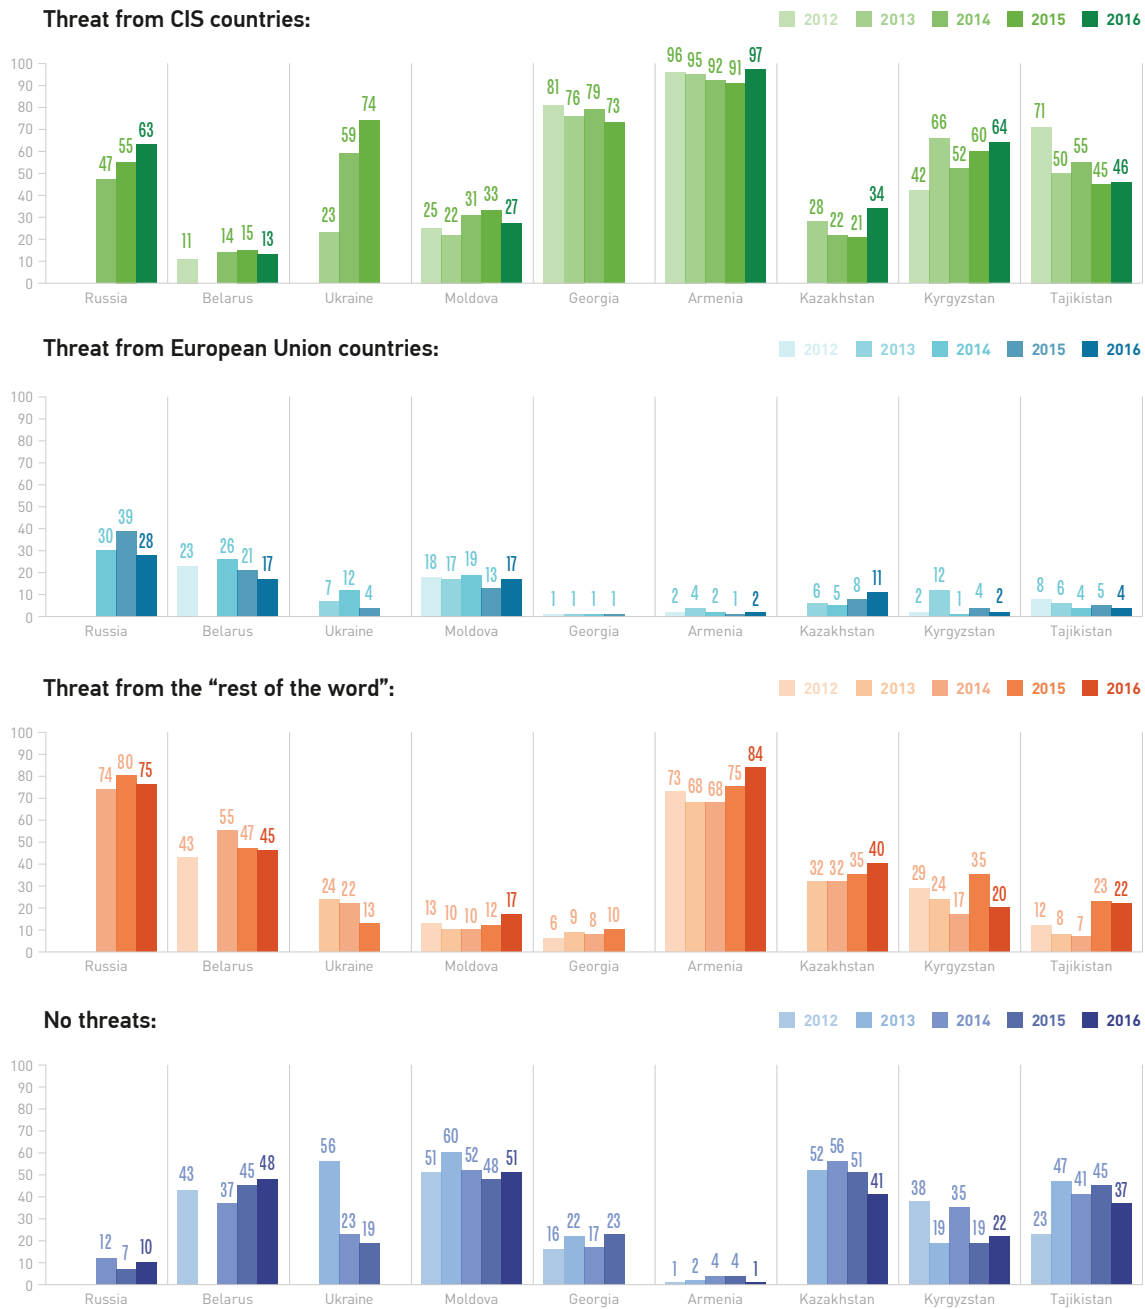 Threat from CIS countries:
2012 2013 2014 2015 2016
100
90
80
70
60
50
40
30
20
10
0
47 55 63
11 14 15 13
23 59 74
25 22 31 33 27
81 76 79 73
96 95 92 91 97
28 22 21 34
42 66 52 60 64
71 50 55 45 46
Russia Belarus Ukraine Moldova Georgia Armenia Kazakhstan Kyrgyzstan Tajikistan
Threat from European Union countries:
2012 2013 2014 2015 2016
100
90
80
70
60
50
40
30
20
10
0
30 39 28
23 26 21 17
7 12 4
18 17 19 13 17
1 1 1 1
2 4 2 1 2
6 5 8 11
2 12 1 4 2
8 6 4 5 4
Russia Belarus Ukraine Moldova Georgia Armenia Kazakhstan Kyrgyzstan Tajikistan
Threat from the “rest of the word”:
2012 2013 2014 2015 2016
100
90
80
70
60
50
40
30
20
10
0
74 80 75
43 55 47 45
24 22 13
13 10 10 12 17
6 9 8 10
73 68 68 75 84
32 32 35 40
29 24 17 35 20
12 8 7 23 22
Russia Belarus Ukraine Moldova Georgia Armenia Kazakhstan Kyrgyzstan Tajikistan
No threats:
2012 2013 2014 2015 2016
100
90
80
70
60
50
40
30
20
10
0
12 7 10
43 37 45 48
56 23 19
51 60 52 48 51
16 22 17 23
1 2 4 4 1
52 56 51 41
38 19 35 19 22
23 47 41 45 37
Russia Belarus Ukraine Moldova Georgia Armenia Kazakhstan Kyrgyzstan Tajikistan